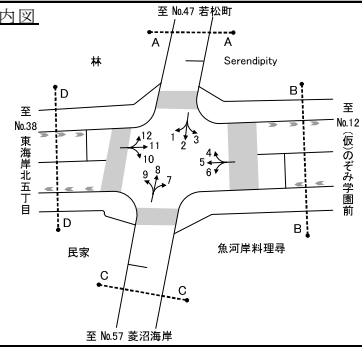 内図
至 No.47 若松町
A A
林 Serendipity
D B
至 No.38 東海岸北五丁目
至 No.12 (仮)のぞみ学園前
1 2 3
12 11 10
4 5 6
9 8 7
D B
民家 魚河岸料理尋
C C
至 No.57 菱沼海岸